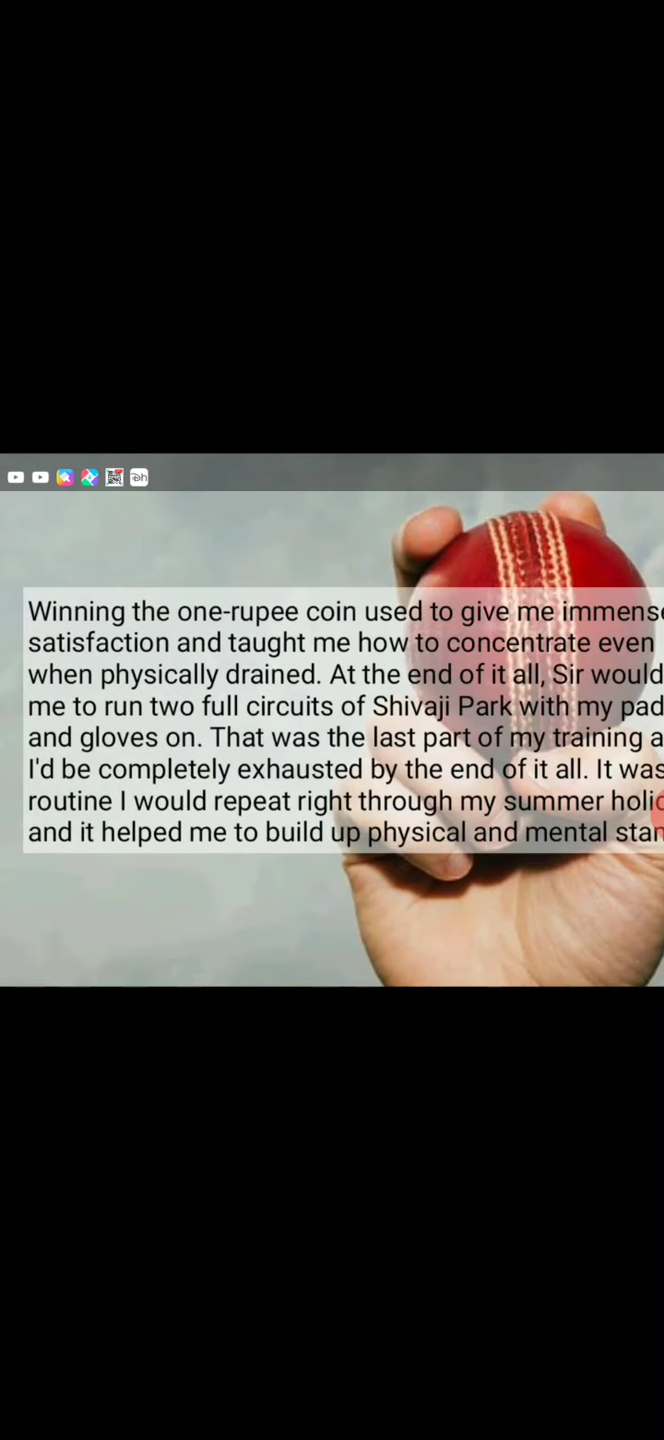 Winning the one-rupee coin used to give me immens
satisfaction and taught me how to concentrate even
when physically drained. At the end of it all, Sir would
me to run two full circuits of Shivaji Park with my pad
and gloves on. That was the last part of my training a
I'd be completely exhausted by the end of it all. It was
routine I would repeat right through my summer holi
and it helped me to build up physical and mental stan